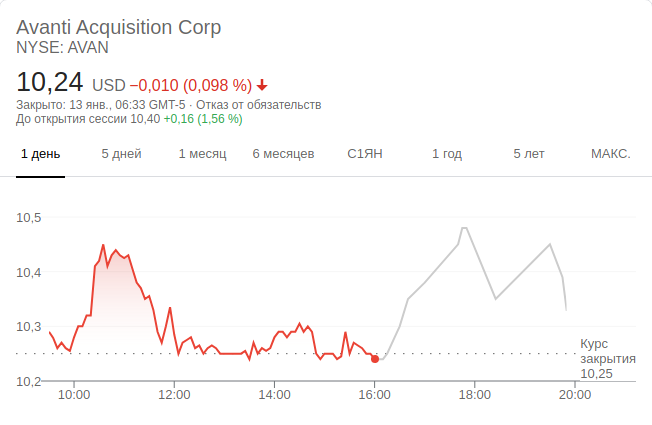 Avanti Acquisition Corp
NYSE: AVAN
10,24 USD −0,010 (0,098 %)
Закрыто: 13 янв., 06:33 GMT-5 · Отказ от обязательств
До открытия сессии 10,40 +0,16 (1,56 %)
1 день 5 дней 1 месяц 6 месяцев С1ЯН 1 год 5 лет МАКС.
10,5
10,4
10,3
Курс
закрытия
10,25
10,2
10:00 12:00 14:00 16:00 18:00 20:00